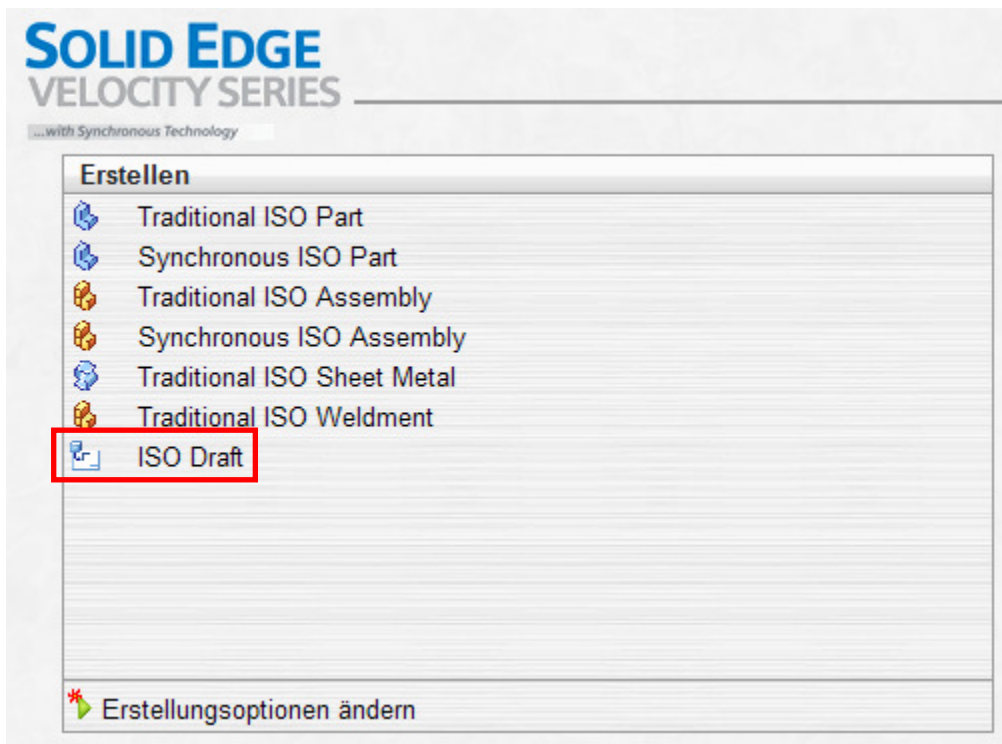 SOLID EDGE
VELOCITY SERIES
...with Synchronous Technology
Erstellen
Traditional ISO Part
Synchronous ISO Part
Traditional ISO Assembly
Synchronous ISO Assembly
Traditional ISO Sheet Metal
Traditional ISO Weldment
ISO Draft
Erstellungsoptionen ändern